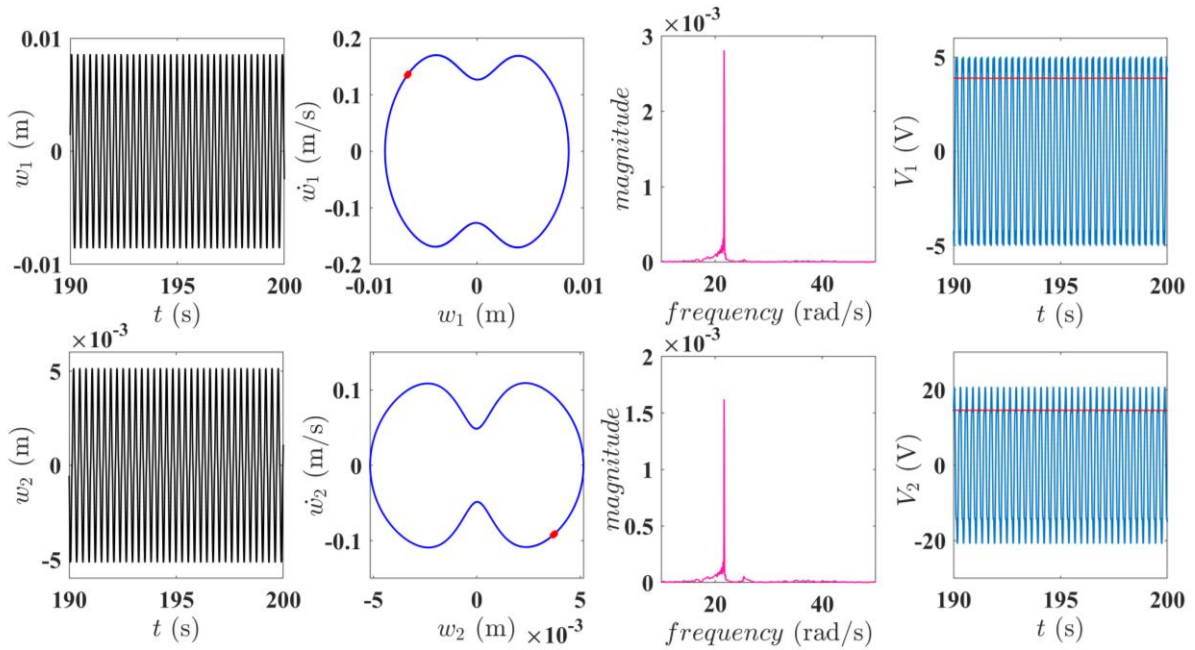 0.01
0
-0.01
w₁ (m)
190 195 200
t (s)
0.2
0.1
0
-0.1
-0.2
ẇ₁ (m/s)
-0.01 0 0.01
w₁ (m)
×10⁻³
3
2
1
0
magnitude
20 40
frequency (rad/s)
5
0
-5
V₁ (V)
190 195 200
t (s)
×10⁻³
5
0
-5
w₂ (m)
190 195 200
t (s)
0.1
0
-0.1
ẇ₂ (m/s)
-5 0 5
w₂ (m) ×10⁻³
×10⁻³
2
1.5
1
0.5
0
magnitude
20 40
frequency (rad/s)
20
0
-20
V₂ (V)
190 195 200
t (s)